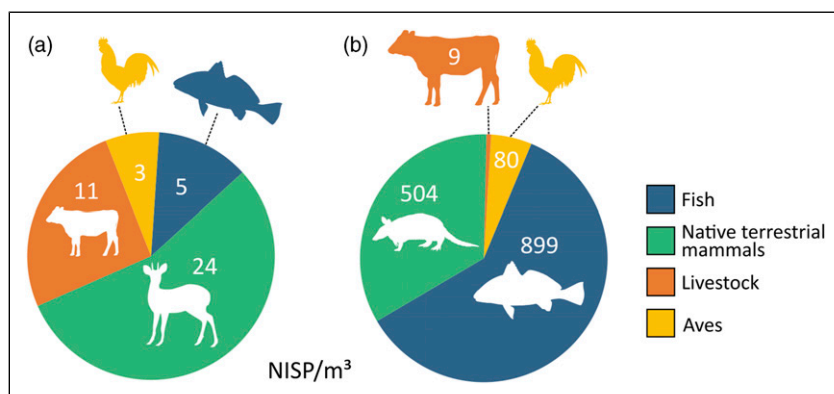 (a)
(b)
9
11
3
5
24
504
80
899
Fish
Native terrestrial
mammals
Livestock
Aves
NISP/m³